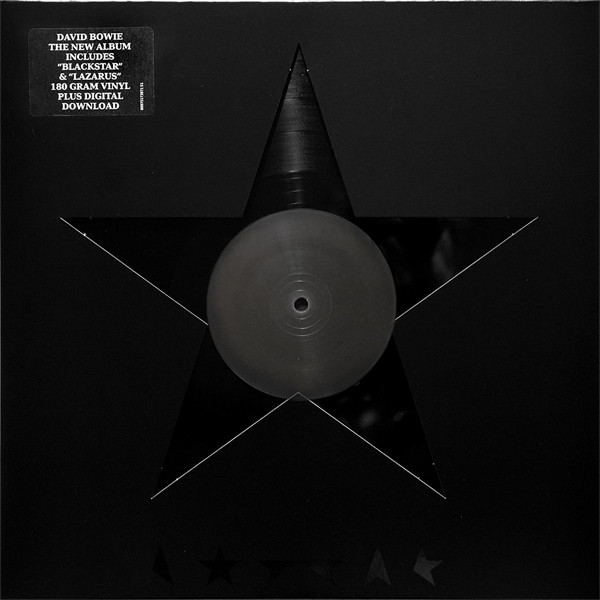 DAVID BOWIE
THE NEW ALBUM
INCLUDES
"BLACKSTAR"
& "LAZARUS"
180 GRAM VINYL
PLUS DIGITAL
DOWNLOAD